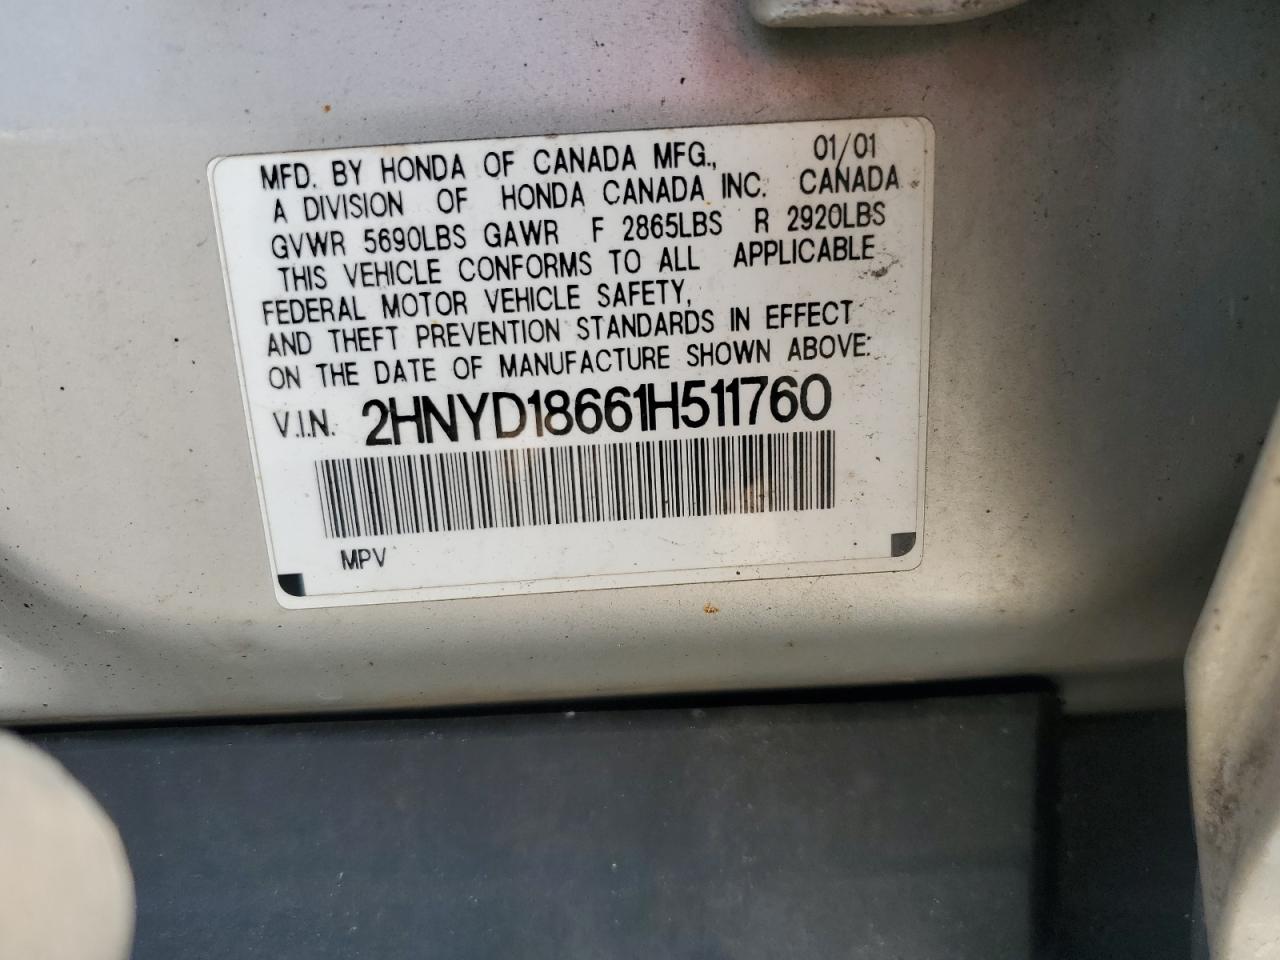 MFD. BY HONDA OF CANADA MFG., 01/01
A DIVISION OF HONDA CANADA INC. CANADA
GVWR 5690LBS GAWR F 2865LBS R 2920LBS
THIS VEHICLE CONFORMS TO ALL APPLICABLE
FEDERAL MOTOR VEHICLE SAFETY,
AND THEFT PREVENTION STANDARDS IN EFFECT
ON THE DATE OF MANUFACTURE SHOWN ABOVE:
V.I.N. 2HNYD18661H511760
MPV